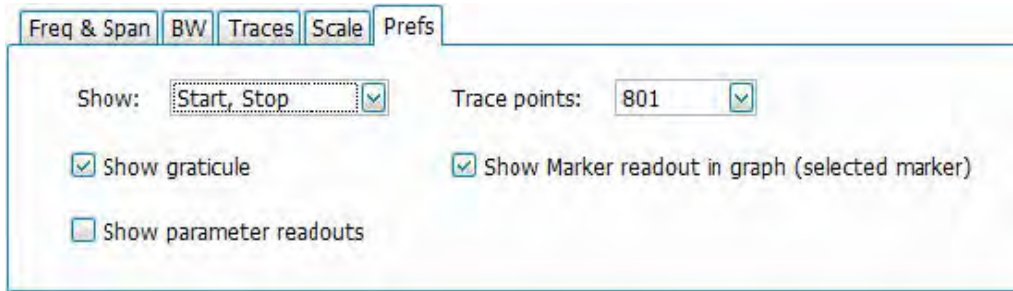 Freq & Span BW Traces Scale Prefs
Show: Start, Stop Trace points: 801
Show graticule Show Marker readout in graph (selected marker)
Show parameter readouts